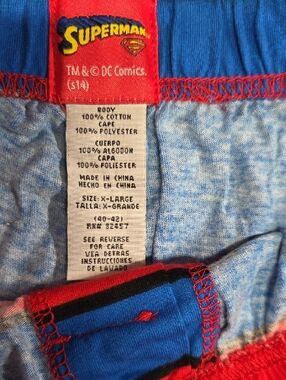 SUPERMAN
TM & © DC Comics.
(s14)
BODY
100% COTTON
CAPE
100% POLYESTER
CUERPO
100% ALGODON
CAPA
100% POLIESTER
MADE IN CHINA
HECHO EN CHINA
SIZE: X-LARGE
TALLA: X-GRANDE
(40-42)
RN# 82457
SEE REVERSE
FOR CARE
VEA DETRAS
INSTRUCCIONES
DE LAVADO